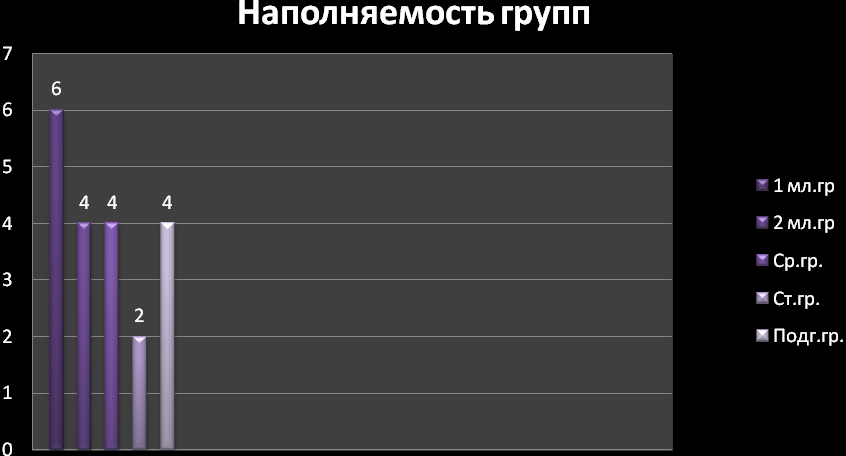 Наполняемость групп
7
6
5
4
3
2
1
0
6
4
4
2
4
1 мл.гр
2 мл.гр
Ср.гр.
Ст.гр.
Подг.гр.